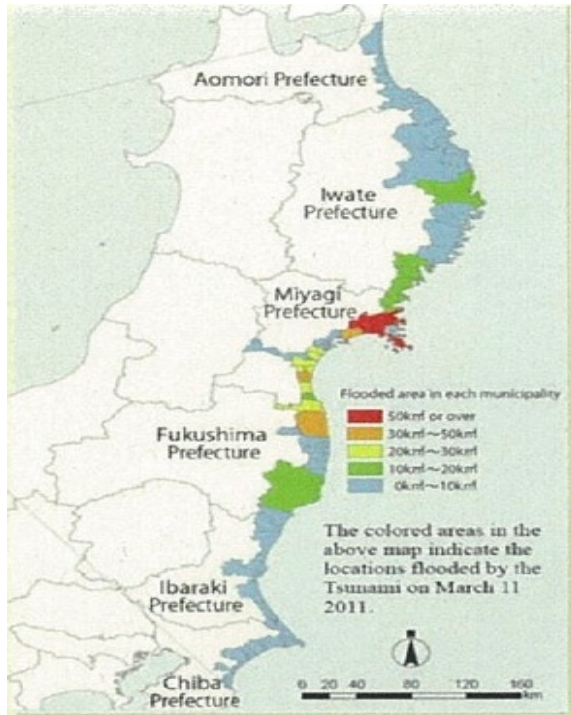 Aomori Prefecture
Iwate
Prefecture
Miyagi
Prefecture
Flooded area in each municipality
50km² or over
30km²～50km²
20km²～30km²
10km²～20km²
0km²～10km²
Fukushima
Prefecture
The colored areas in the
above map indicate the
locations flooded by the
Tsunami on March 11
2011.
Ibaraki
Prefecture
Chiba
Prefecture
0 20 40 80 120 160
km